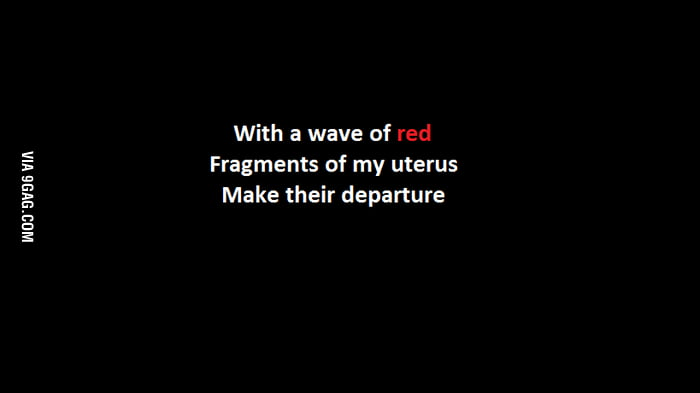 With a wave of red
Fragments of my uterus
Make their departure
VIA 9GAG.COM